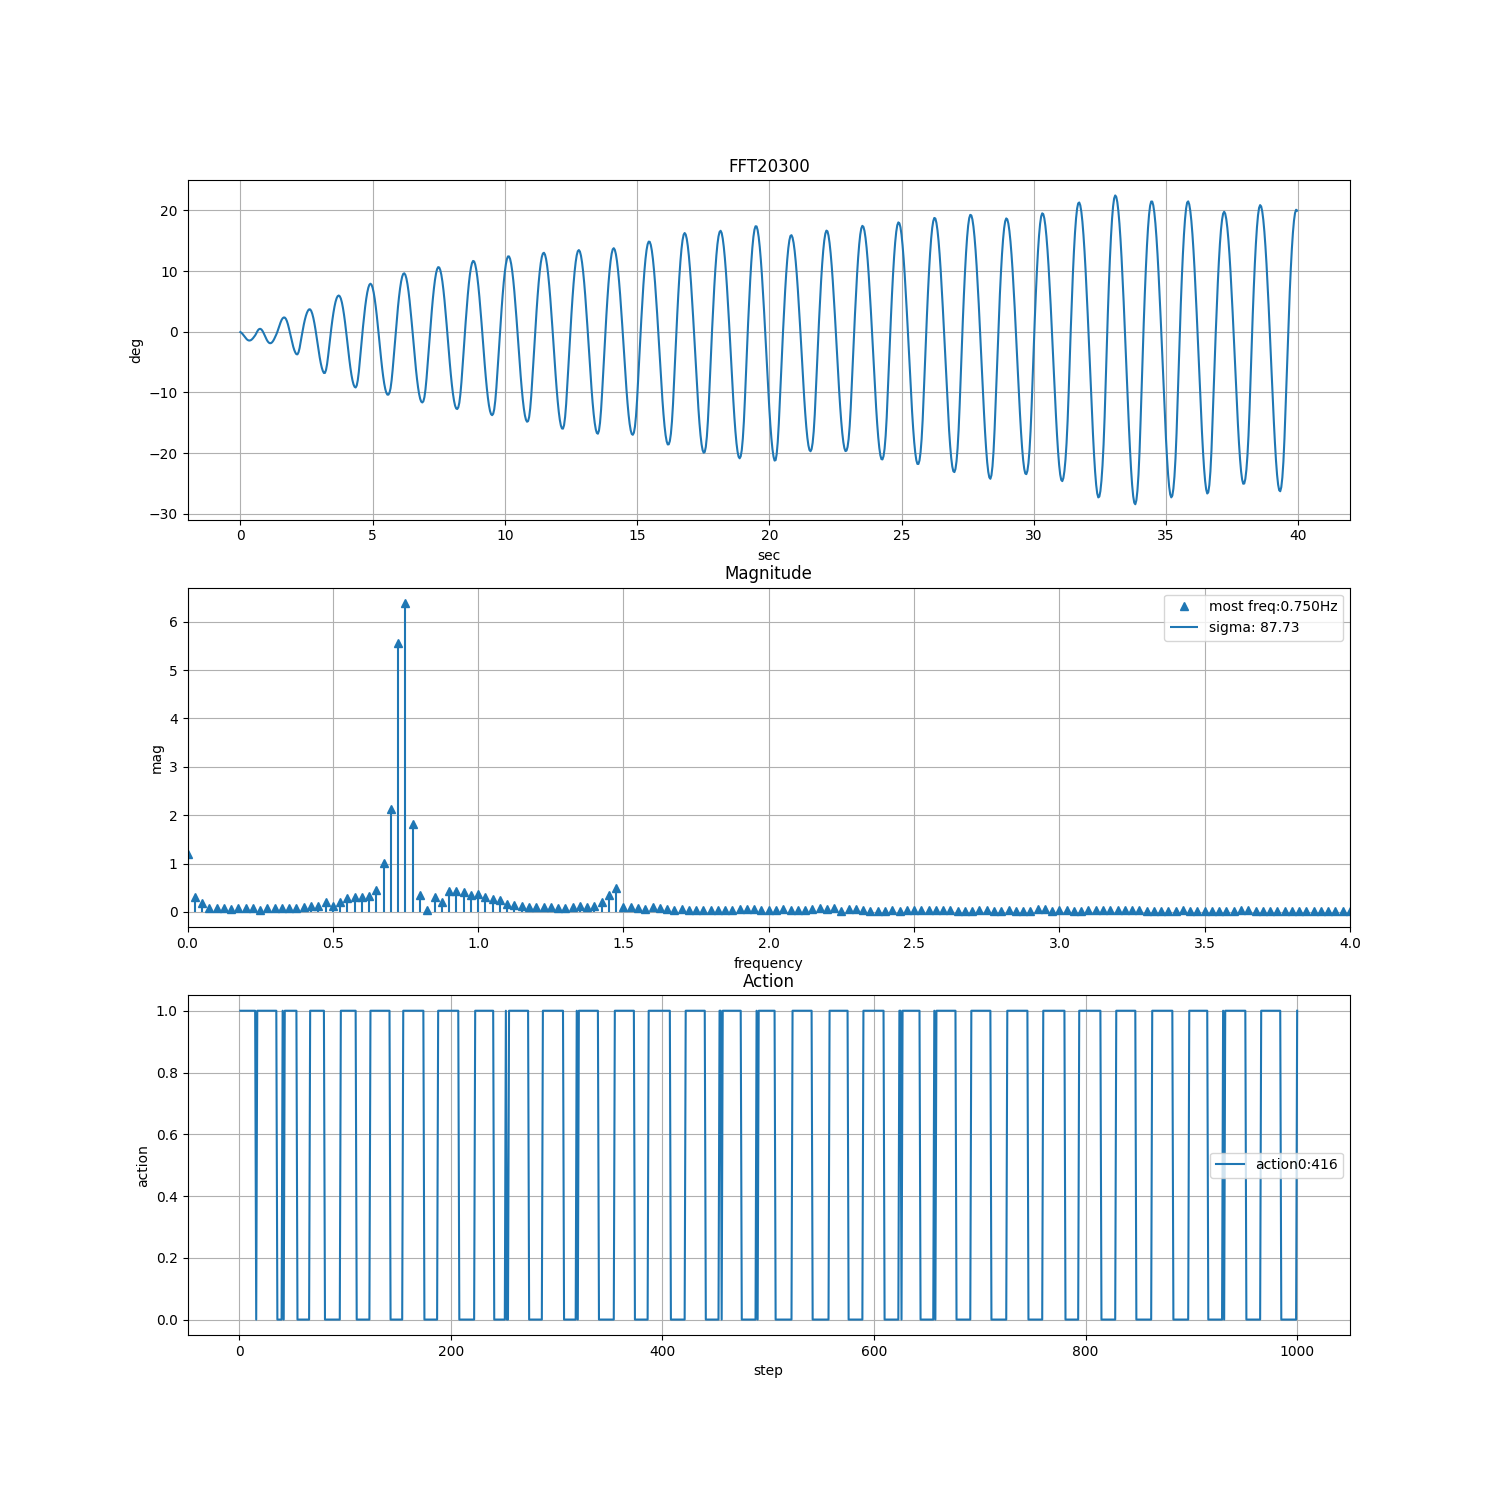 FFT20300
20
10
0
−10
−20
−30
deg
0 5 10 15 20 25 30 35 40
sec
Magnitude
most freq:0.750Hz
sigma: 87.73
6
5
4
3
2
1
0
mag
0.0 0.5 1.0 1.5 2.0 2.5 3.0 3.5 4.0
frequency
Action
1.0
0.8
0.6
0.4
0.2
0.0
action
action0:416
0 200 400 600 800 1000
step